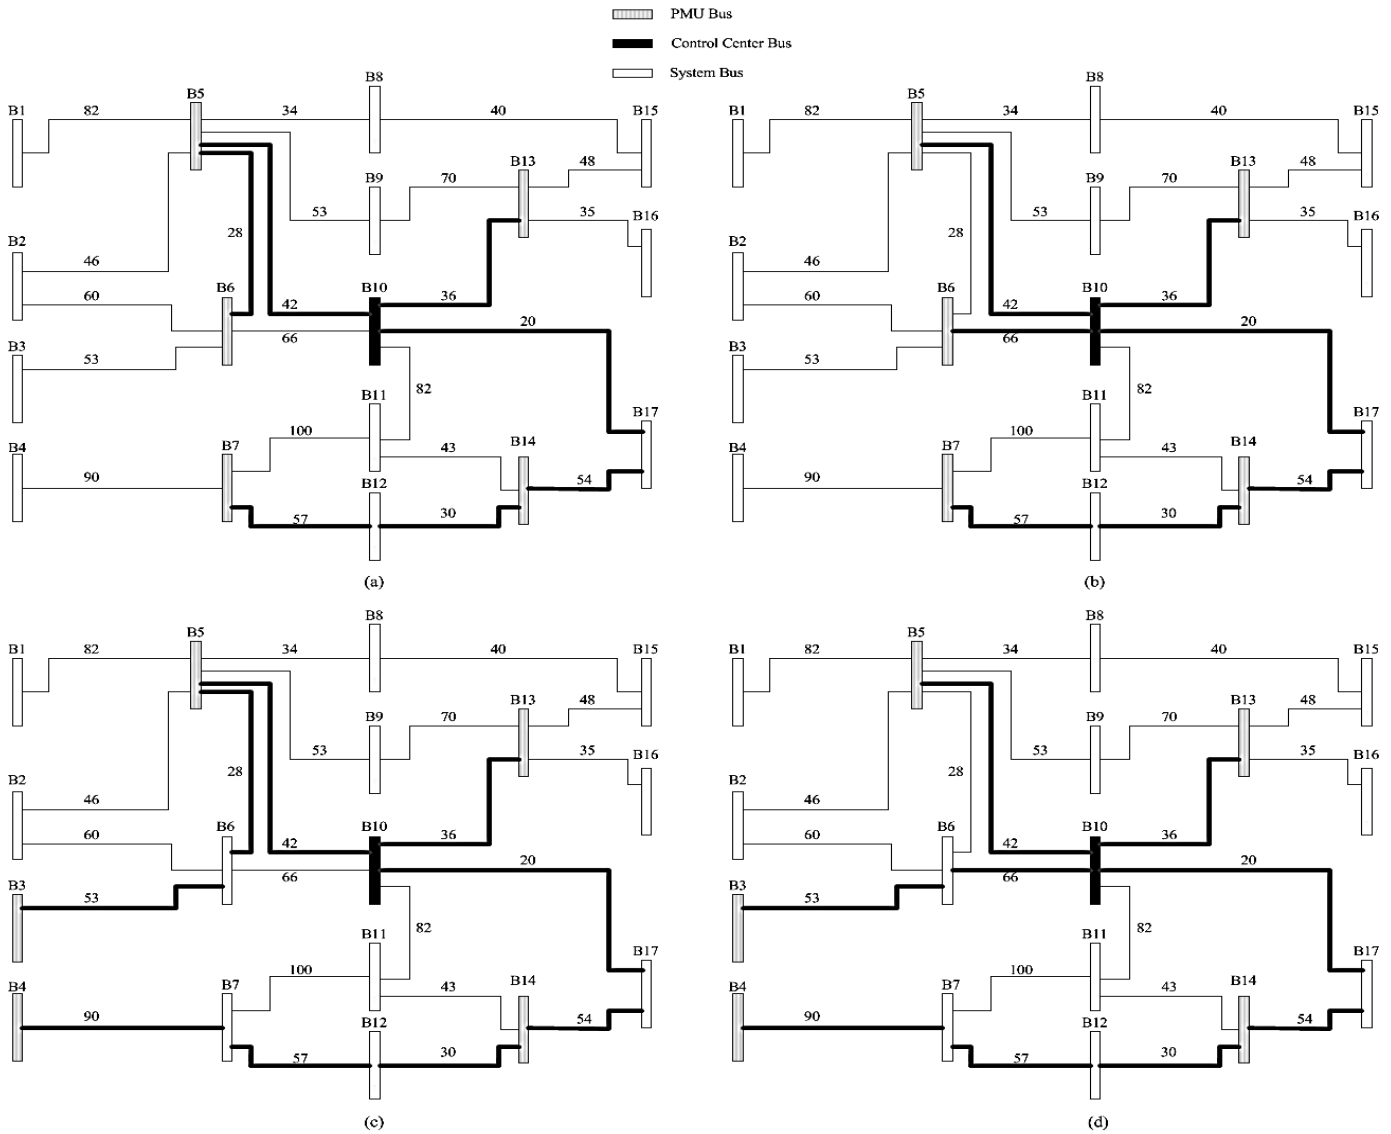 PMU Bus
Control Center Bus
System Bus
B8
B5
B1
82
34
40
B15
B13
48
B9
70
53
35
B16
B2
28
46
B6
B10
60
42
36
20
66
B3
53
B11
82
B17
B4
B7
100
43
B14
90
B12
54
57
30
(a)
B8
B5
B1
82
34
40
B15
B13
48
B9
70
53
35
B16
B2
28
46
B6
B10
60
42
36
20
66
B3
53
B11
82
B17
B4
B7
100
43
B14
90
B12
54
57
30
(b)
B8
B5
B1
82
34
40
B15
B13
48
B9
70
53
35
B16
B2
28
46
B6
B10
60
42
36
20
66
B3
53
B11
82
B17
B4
B7
100
43
B14
90
B12
54
57
30
(c)
B8
B5
B1
82
34
40
B15
B13
48
B9
70
53
35
B16
B2
28
46
B6
B10
60
42
36
20
66
B3
53
B11
82
B17
B4
B7
100
43
B14
90
B12
54
57
30
(d)